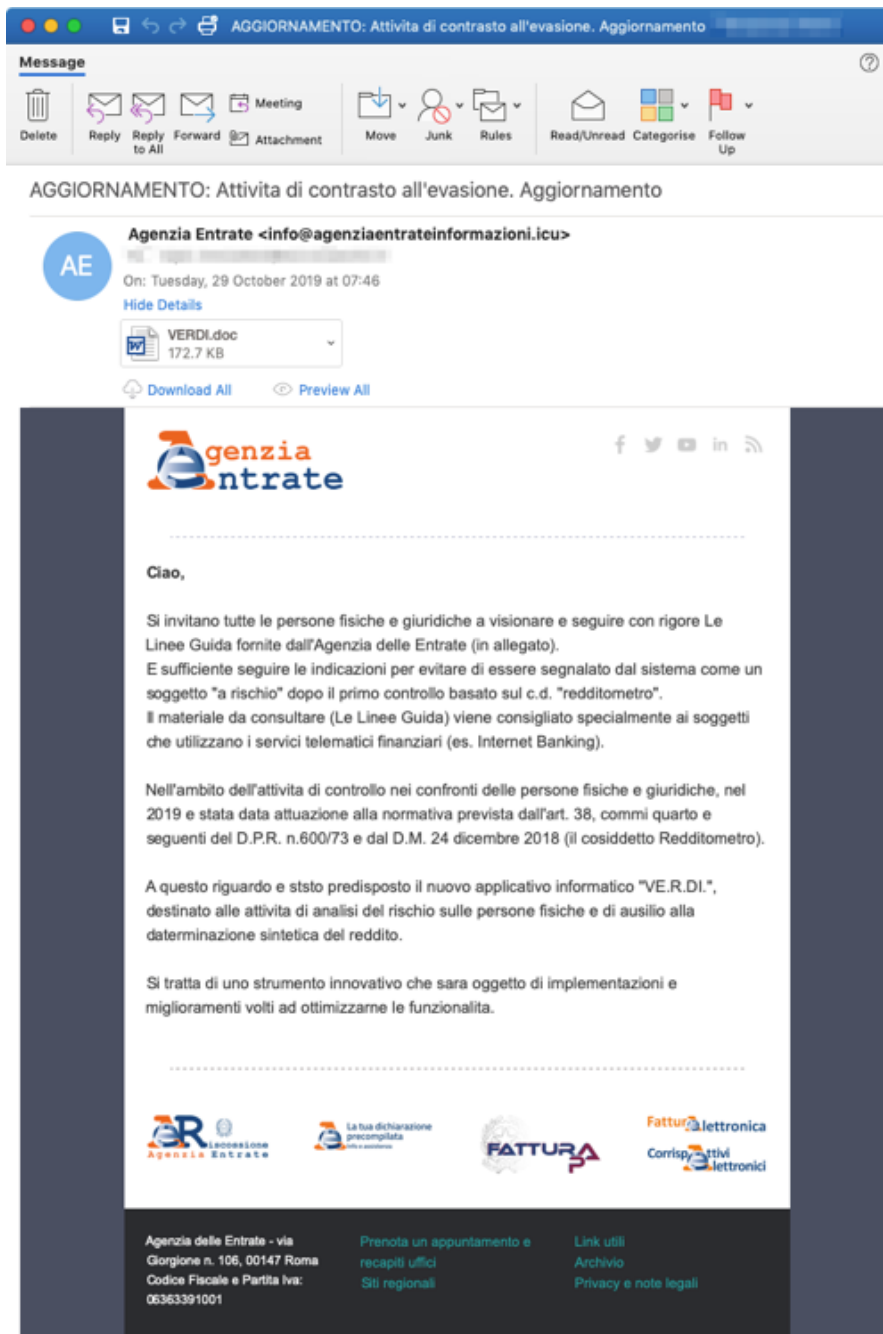 AGGIORNAMENTO: Attivita di contrasto all'evasione. Aggiornamento
Message
Delete
Reply
Reply to All
Forward
Meeting
Attachment
Move
Junk
Rules
Read/Unread
Categorise
Follow Up
AGGIORNAMENTO: Attivita di contrasto all'evasione. Aggiornamento
AE
Agenzia Entrate <info@agenziaentrateinformazioni.icu>
On: Tuesday, 29 October 2019 at 07:46
Hide Details
VERDI.doc
172.7 KB
Download All
Preview All
Agenzia
Entrate
Ciao,
Si invitano tutte le persone fisiche e giuridiche a visionare e seguire con rigore Le
Linee Guida fornite dall'Agenzia delle Entrate (in allegato).
E sufficiente seguire le indicazioni per evitare di essere segnalato dal sistema come un
soggetto "a rischio" dopo il primo controllo basato sul c.d. "redditometro".
Il materiale da consultare (Le Linee Guida) viene consigliato specialmente ai soggetti
che utilizzano i servizi telematici finanziari (es. Internet Banking).
Nell'ambito dell'attivita di controllo nei confronti delle persone fisiche e giuridiche, nel
2019 e stata data attuazione alla normativa prevista dall'art. 38, commi quarto e
seguenti del D.P.R. n.600/73 e dal D.M. 24 dicembre 2018 (il cosiddetto Redditometro).
A questo riguardo e ststo predisposto il nuovo applicativo informatico "VE.R.DI.",
destinato alle attivita di analisi del rischio sulle persone fisiche e di ausilio alla
daterminazione sintetica del reddito.
Si tratta di uno strumento innovativo che sara oggetto di implementazioni e
miglioramenti volti ad ottimizzarne le funzionalita.
AeR iscossione
Agenzia Entrate
La tua dichiarazione
precompilata
info e assistenza
FATTURA PA
Fattura elettronica
Corrispettivi elettronici
Agenzia delle Entrate - via
Giorgione n. 106, 00147 Roma
Codice Fiscale e Partita Iva:
06363391001
Prenota un appuntamento e
recapiti uffici
Siti regionali
Link utili
Archivio
Privacy e note legali